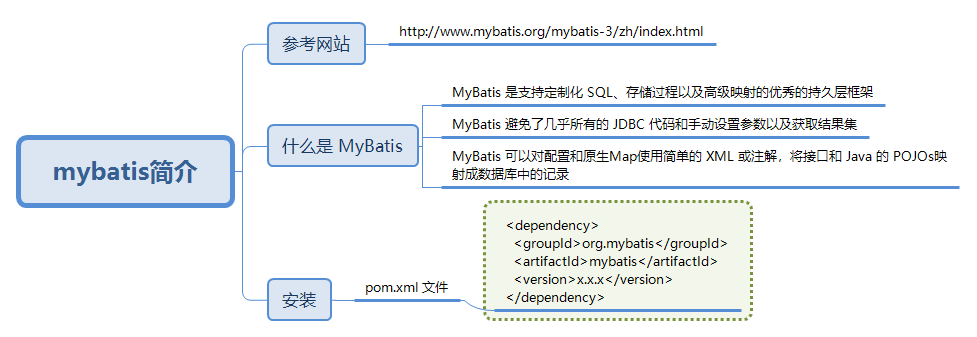 mybatis简介
参考网站
http://www.mybatis.org/mybatis-3/zh/index.html
什么是 MyBatis
MyBatis 是支持定制化 SQL、存储过程以及高级映射的优秀的持久层框架
MyBatis 避免了几乎所有的 JDBC 代码和手动设置参数以及获取结果集
MyBatis 可以对配置和原生Map使用简单的 XML 或注解，将接口和 Java 的 POJOs映
射成数据库中的记录
安装
pom.xml 文件
<dependency>
<groupId>org.mybatis</groupId>
<artifactId>mybatis</artifactId>
<version>x.x.x</version>
</dependency>